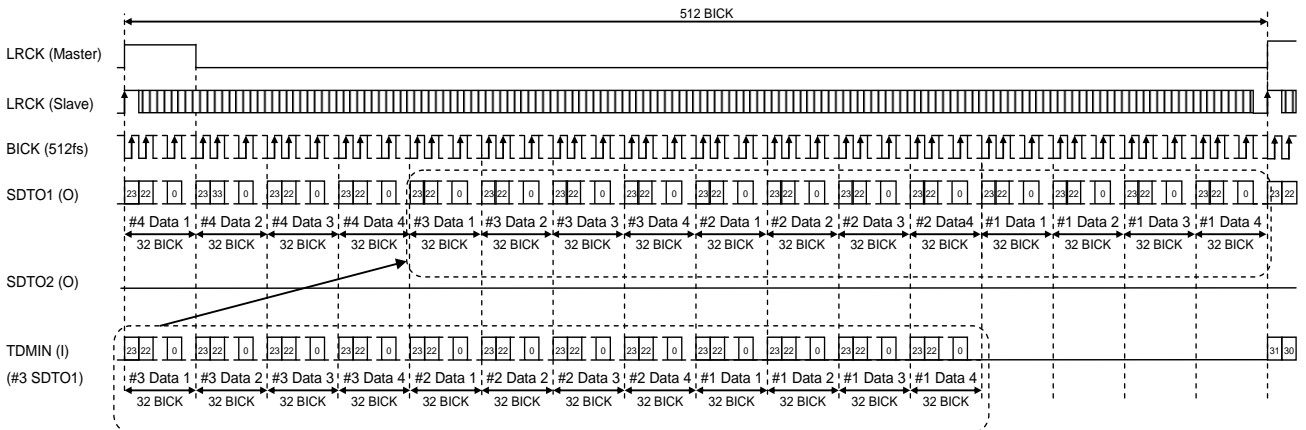 512 BICK
LRCK (Master)
LRCK (Slave)
BICK (512fs)
SDTO1 (O) 23 22 0 23 33 0 23 22 0 23 22 0 23 22 0 23 22 0 23 22 0 23 22 0 23 22 0 23 22 0 23 22 0 23 22 0 23 22 0 23 22 0 23 22 0 23 22 0 23 22
#4 Data 1 #4 Data 2 #4 Data 3 #4 Data 4 #3 Data 1 #3 Data 2 #3 Data 3 #3 Data 4 #2 Data 1 #2 Data 2 #2 Data 3 #2 Data4 #1 Data 1 #1 Data 2 #1 Data 3 #1 Data 4
32 BICK 32 BICK 32 BICK 32 BICK 32 BICK 32 BICK 32 BICK 32 BICK 32 BICK 32 BICK 32 BICK 32 BICK 32 BICK 32 BICK 32 BICK 32 BICK
SDTO2 (O)
TDMIN (I) 23 22 0 23 22 0 23 22 0 23 22 0 23 22 0 23 22 0 23 22 0 23 22 0 23 22 0 23 22 0 23 22 0 23 22 0 31 30
(#3 SDTO1) #3 Data 1 #3 Data 2 #3 Data 3 #3 Data 4 #2 Data 1 #2 Data 2 #2 Data 3 #2 Data 4 #1 Data 1 #1 Data 2 #1 Data 3 #1 Data 4
32 BICK 32 BICK 32 BICK 32 BICK 32 BICK 32 BICK 32 BICK 32 BICK 32 BICK 32 BICK 32 BICK 32 BICK